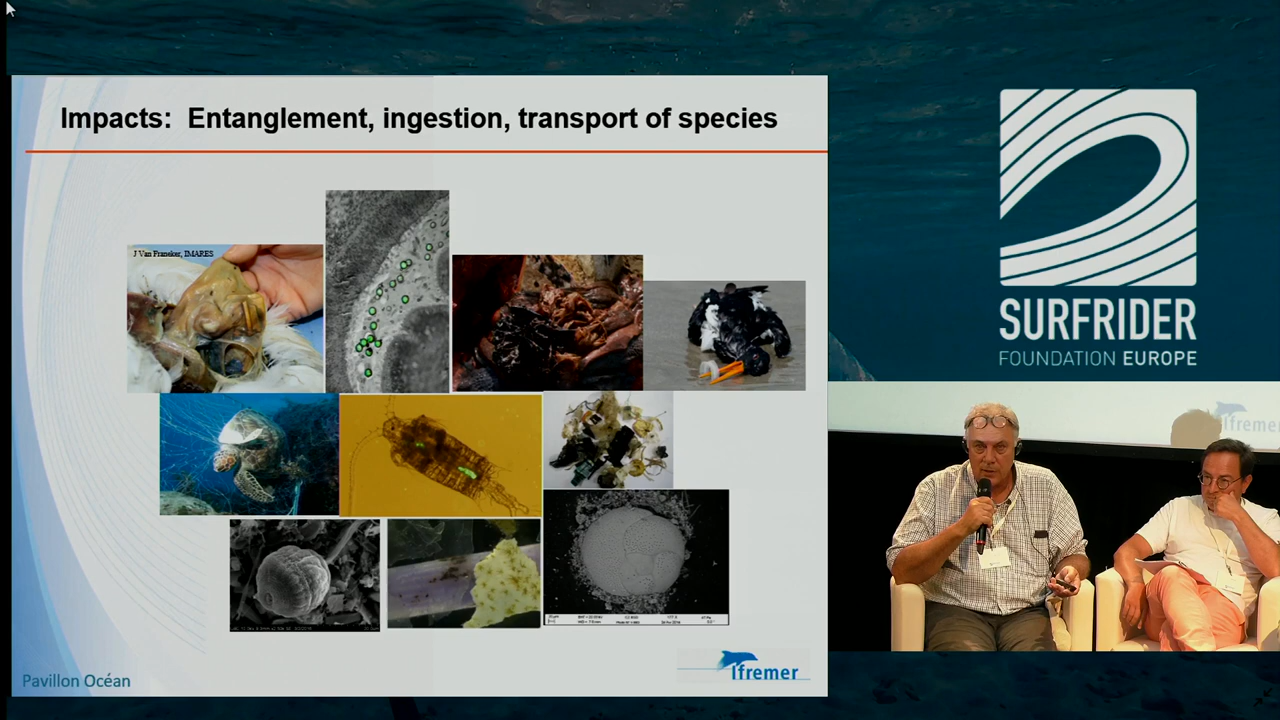 Impacts: Entanglement, ingestion, transport of species
J Van Franeker, IMARES
SURFRIDER
FOUNDATION EUROPE
Ifremer
Ifremer
Pavillon Océan